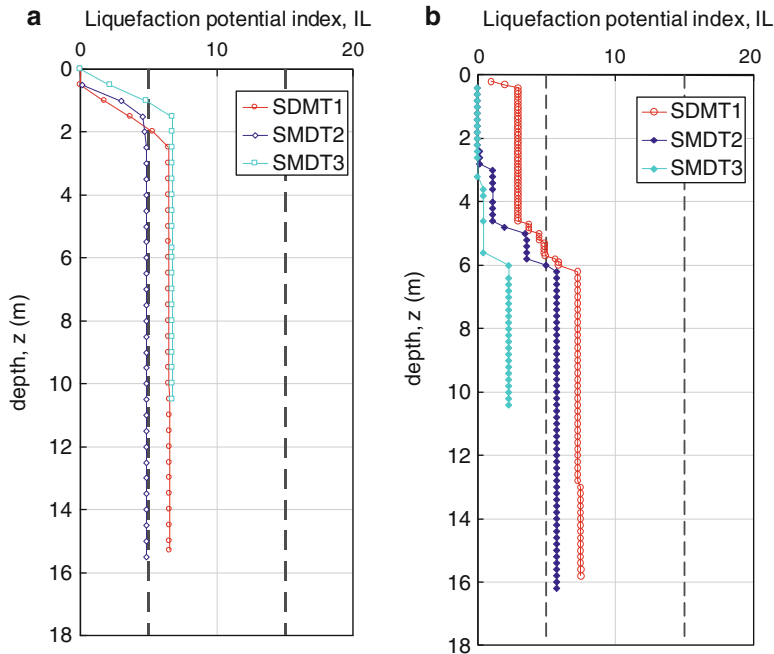 a
Liquefaction potential index, IL
0 10 20
0
2
4
6
8
10
12
14
16
18
depth, z (m)
SDMT1
SMDT2
SMDT3
b
Liquefaction potential index, IL
0 10 20
0
2
4
6
8
10
12
14
16
18
depth, z (m)
SDMT1
SMDT2
SMDT3